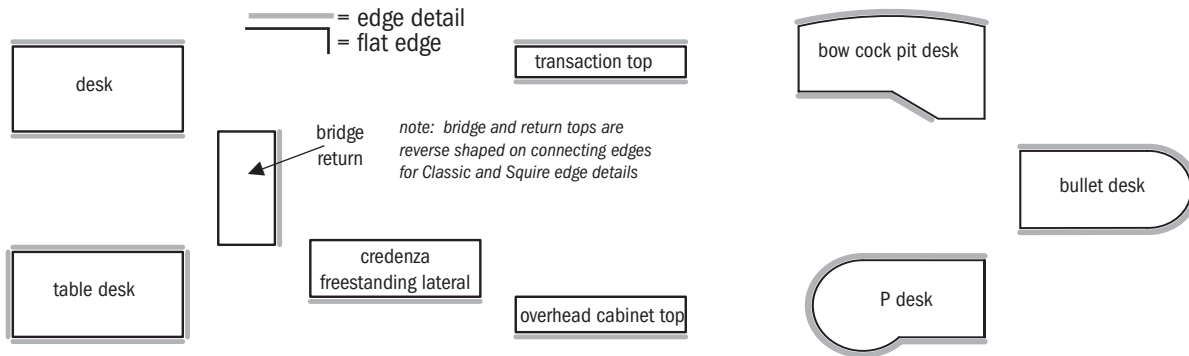 = edge detail
= flat edge
desk
transaction top
bow cock pit desk
bridge
return
note: bridge and return tops are
reverse shaped on connecting edges
for Classic and Squire edge details
bullet desk
table desk
credenza
freestanding lateral
overhead cabinet top
P desk